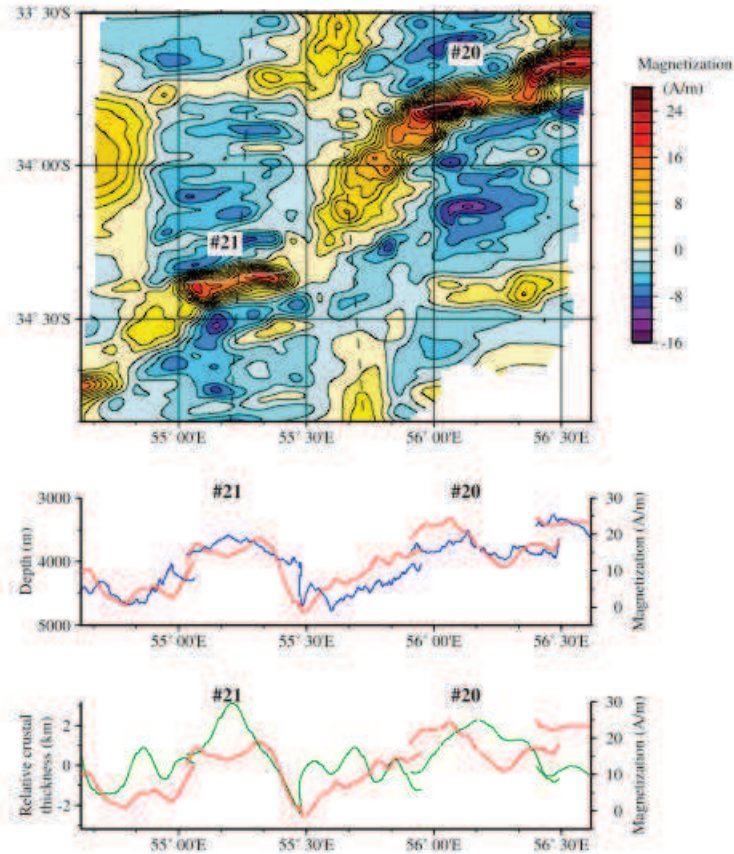 33° 30'S
#20
Magnetization
(A/m)
24
16
34° 00'S
8
#21
0
-8
34° 30'S
-16
55° 00'E 55° 30'E 56° 00'E 56° 30'E
#21 #20
3000 30
Depth (m)
4000
20
10
0
5000
Magnetization (A/m)
55° 00'E 55° 30'E 56° 00'E 56° 30'E
#21 #20
Relative crustal
thickness (km)
2
0
-2
30
20
10
0
Magnetization (A/m)
55° 00'E 55° 30'E 56° 00'E 56° 30'E